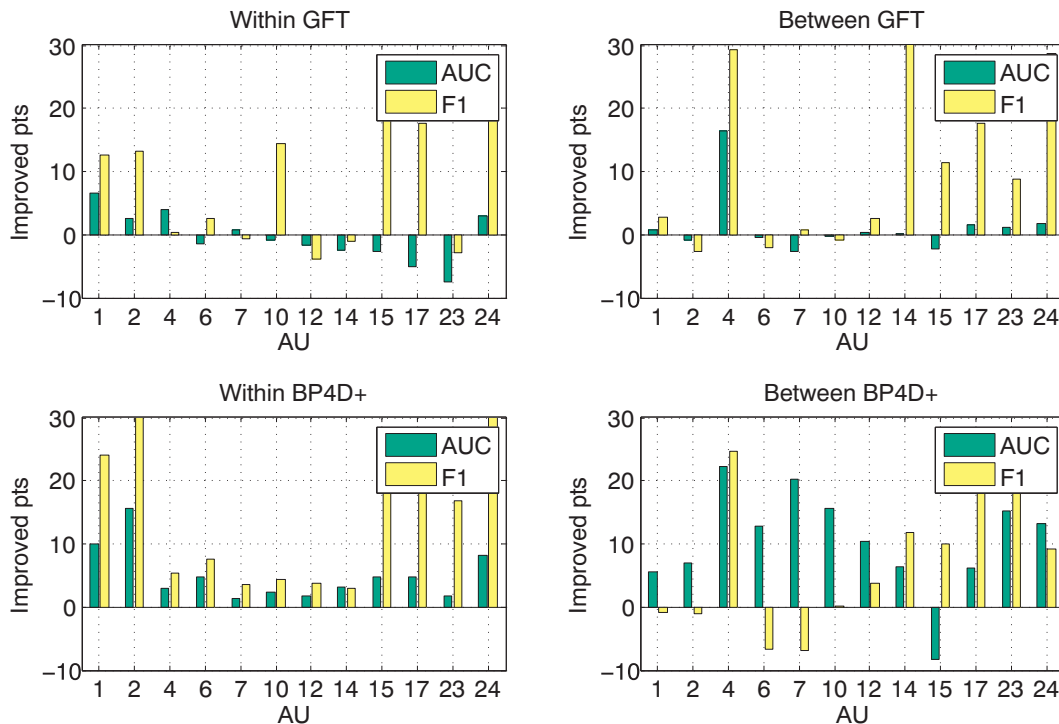 Within GFT
30
20
10
0
−10
Improved pts
AUC
F1
1 2 4 6 7 10 12 14 15 17 23 24
AU
Between GFT
30
20
10
0
−10
Improved pts
AUC
F1
1 2 4 6 7 10 12 14 15 17 23 24
AU
Within BP4D+
30
20
10
0
−10
Improved pts
AUC
F1
1 2 4 6 7 10 12 14 15 17 23 24
AU
Between BP4D+
30
20
10
0
−10
Improved pts
AUC
F1
1 2 4 6 7 10 12 14 15 17 23 24
AU